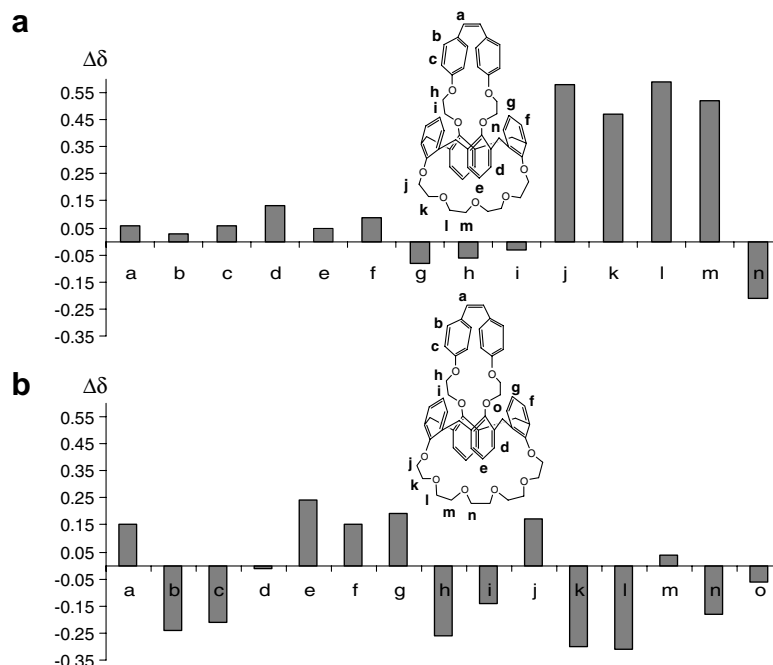 a
Δδ
0.55
0.45
0.35
0.25
0.15
0.05
-0.05
-0.15
-0.25
-0.35
a b c d e f g h i j k l m n
a
b
c
h
O O
i
g
O O
n
f
d
O O
e
j
O O
k
O
l m
b
Δδ
0.55
0.45
0.35
0.25
0.15
0.05
-0.05
-0.15
-0.25
-0.35
a b c d e f g h i j k l m n o
a
b
c
h
O O
i
g
O O
o
f
d
O O
e
j
O O
k
O O
l
m
n